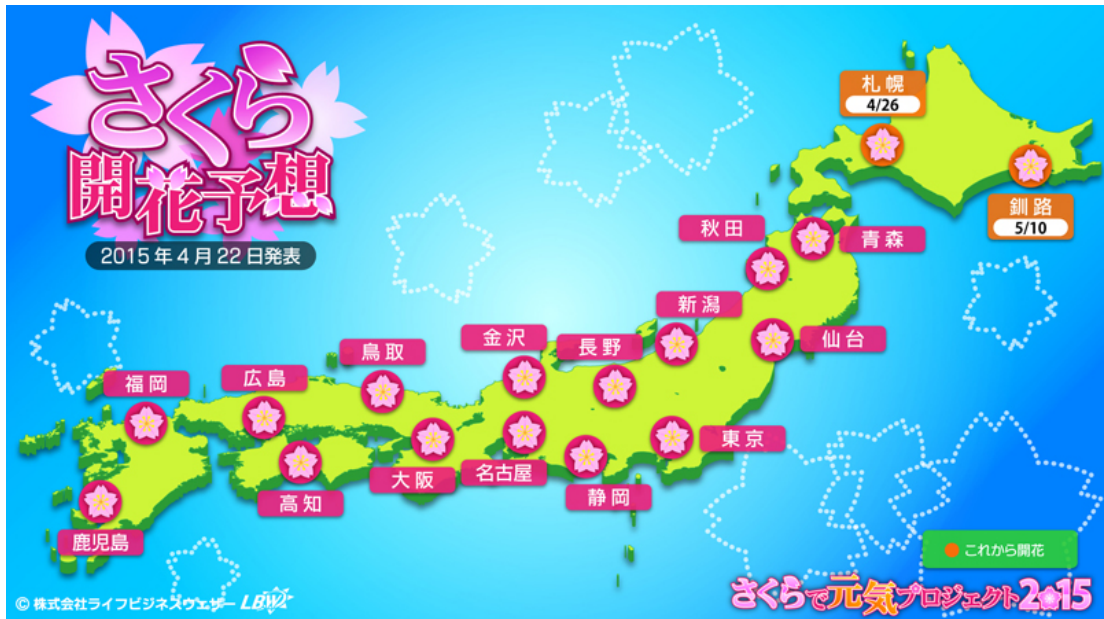 さくら
開花予想
2015年4月22日発表
札幌
4/26
釧路
5/10
秋田
青森
新潟
仙台
金沢
長野
鳥取
広島
福岡
東京
名古屋
大阪
静岡
高知
鹿児島
これから開花
© 株式会社ライフビジネスウェザー LBW
さくらで元気プロジェクト2015